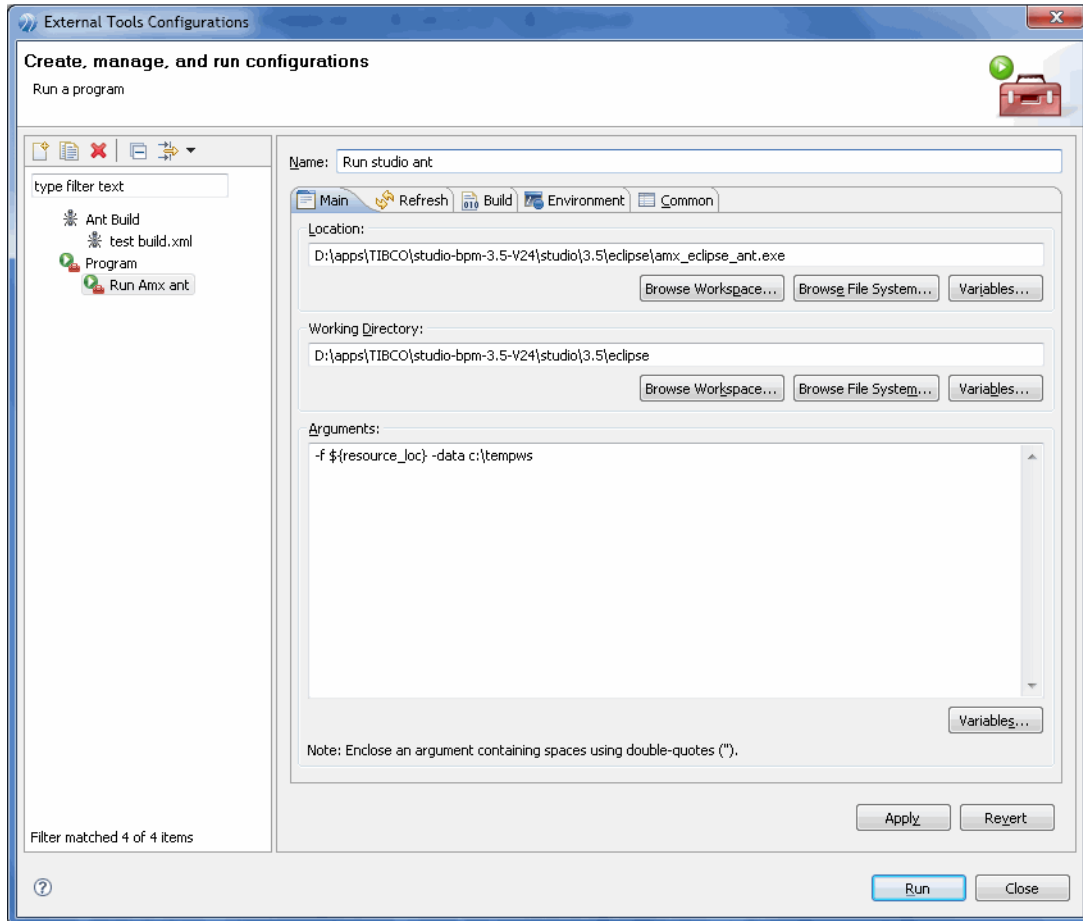 External Tools Configurations
Create, manage, and run configurations
Run a program
type filter text
Ant Build
test build.xml
Program
Run Amx ant
Filter matched 4 of 4 items
Name: Run studio ant
Main Refresh Build Environment Common
Location:
D:\apps\TIBCO\studio-bpm-3.5-V24\studio\3.5\eclipse\amx_eclipse_ant.exe
Browse Workspace... Browse File System... Variables...
Working Directory:
D:\apps\TIBCO\studio-bpm-3.5-V24\studio\3.5\eclipse
Browse Workspace... Browse File System... Variables...
Arguments:
-f ${resource_loc} -data c:\tempws
Variables...
Note: Enclose an argument containing spaces using double-quotes (").
Apply Revert
Run Close